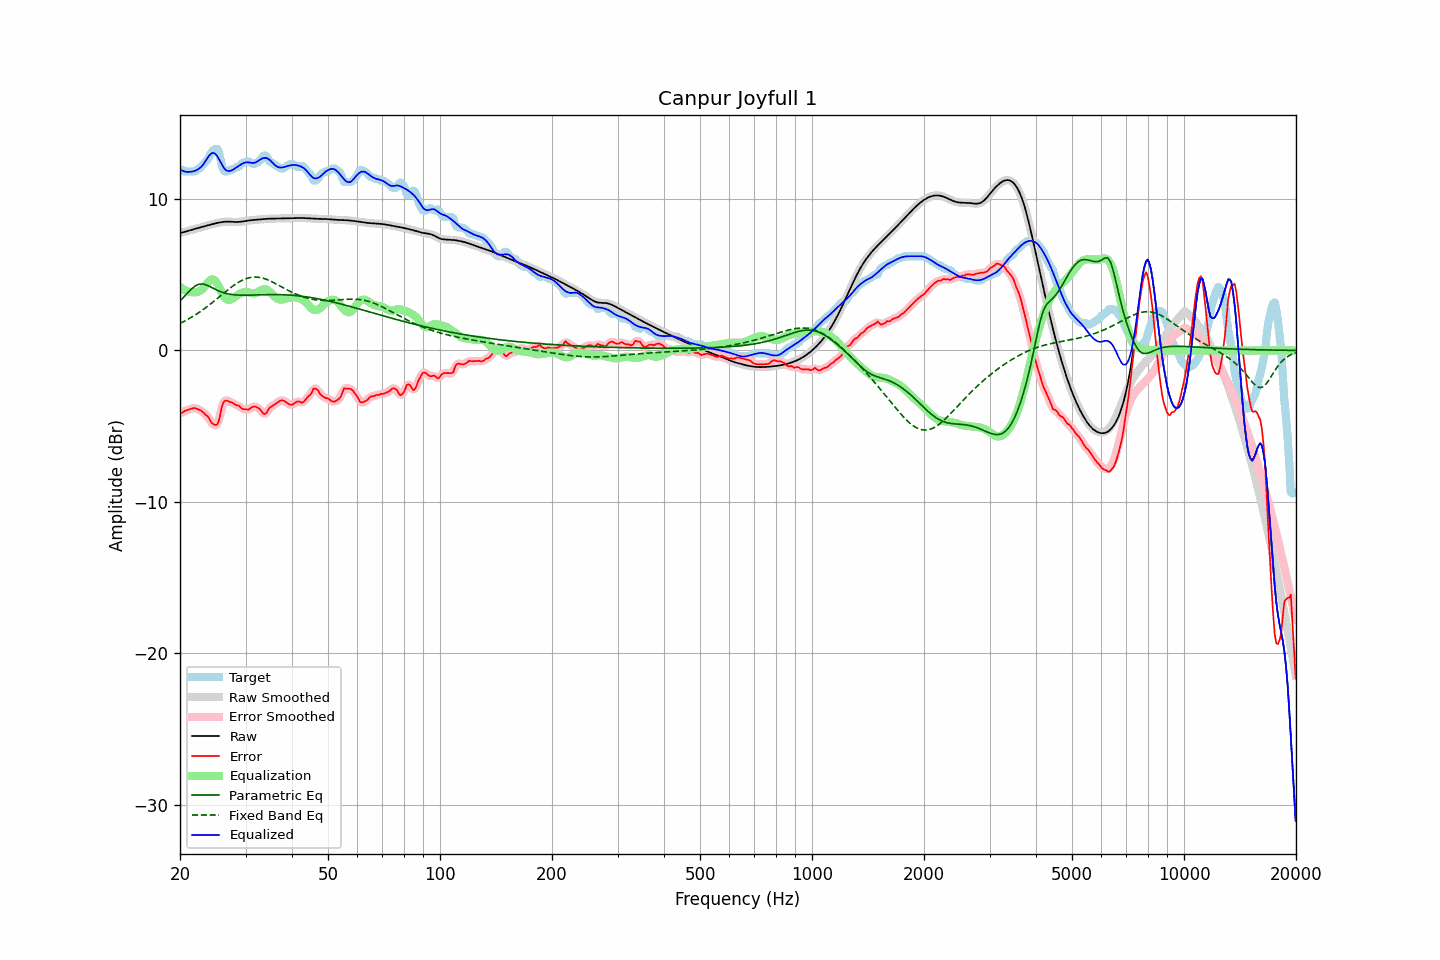 Canpur Joyfull 1
Amplitude (dBr)
10
0
−10
−20
−30
Target
Raw Smoothed
Error Smoothed
Raw
Error
Equalization
Parametric Eq
Fixed Band Eq
Equalized
20 50 100 200 500 1000 2000 5000 10000 20000
Frequency (Hz)